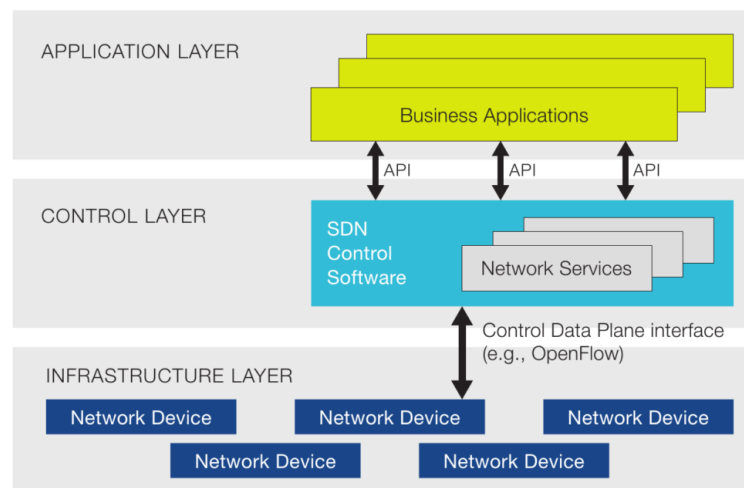 APPLICATION LAYER
Business Applications
API
API
API
CONTROL LAYER
SDN
Control
Software
Network Services
Control Data Plane interface
(e.g., OpenFlow)
INFRASTRUCTURE LAYER
Network Device
Network Device
Network Device
Network Device
Network Device